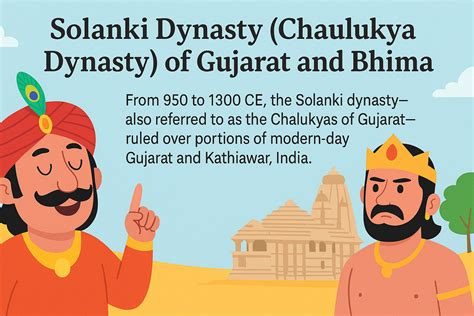 Solanki Dynasty (Chaulukya
Dynasty) of Gujarat and Bhima
From 950 to 1300 CE, the Solanki dynasty—
also referred to as the Chalukyas of Gujarat—
ruled over portions of modern-day
Gujarat and Kathiawar, India.